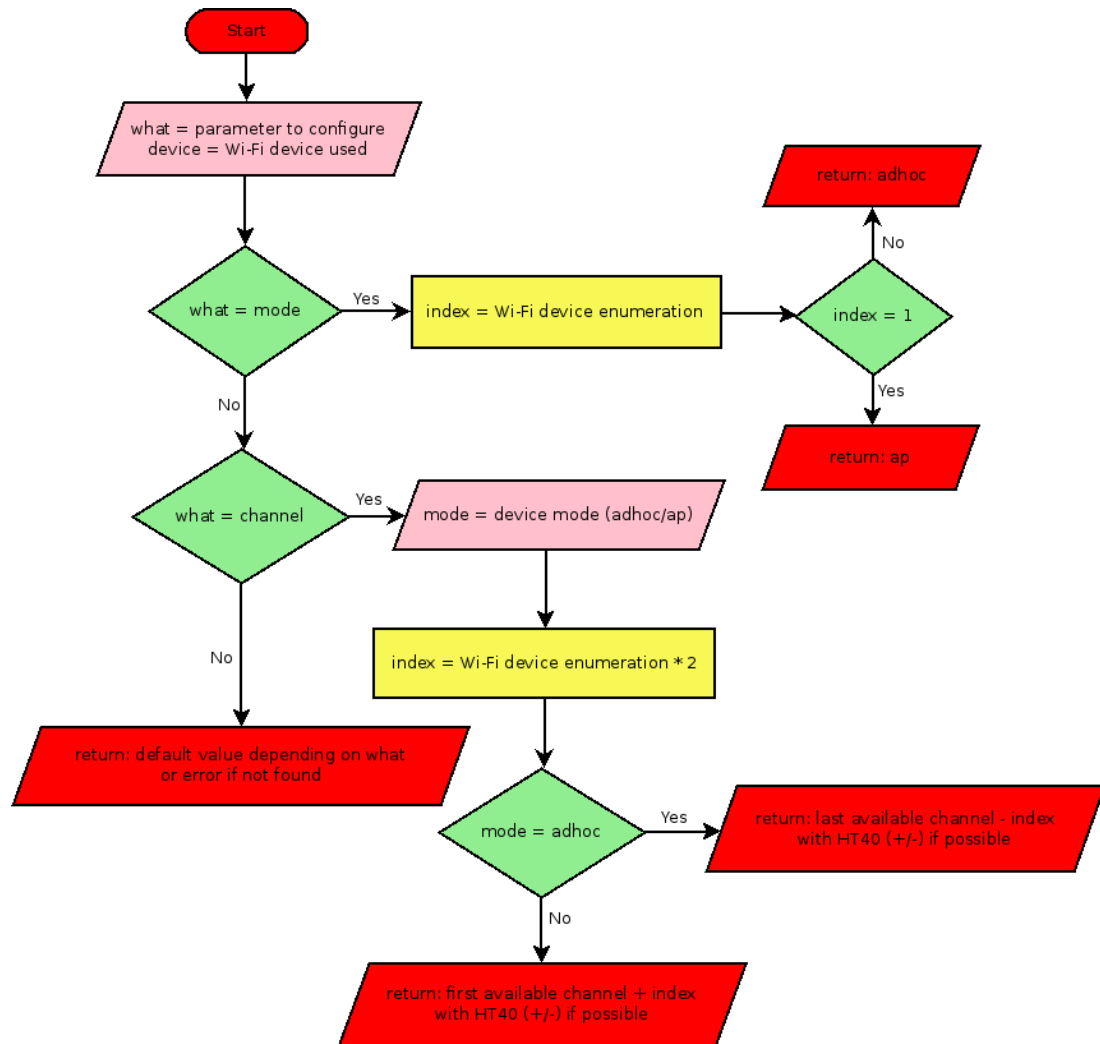 Start
what = parameter to configure
device = Wi-Fi device used
return: adhoc
No
what = mode
Yes
index = Wi-Fi device enumeration
index = 1
Yes
No
return: ap
what = channel
Yes
mode = device mode (adhoc/ap)
No
index = Wi-Fi device enumeration * 2
return: default value depending on what
or error if not found
mode = adhoc
Yes
return: last available channel - index
with HT40 (+/-) if possible
No
return: first available channel + index
with HT40 (+/-) if possible